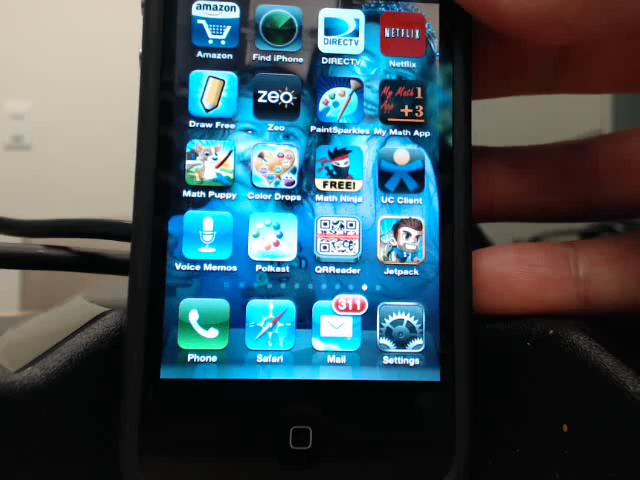 amazon
DIRECTV
NETFLIX
Amazon
Find iPhone
DIRECTV
Netflix
zeo
My Math 1
App +3
Draw Free
Zeo
PaintSparkles
My Math App
FREE!
Math Puppy
Color Drops
Math Ninja
UC Client
Voice Memos
Polkast
QRReader
Jetpack
311
Phone
Safari
Mail
Settings